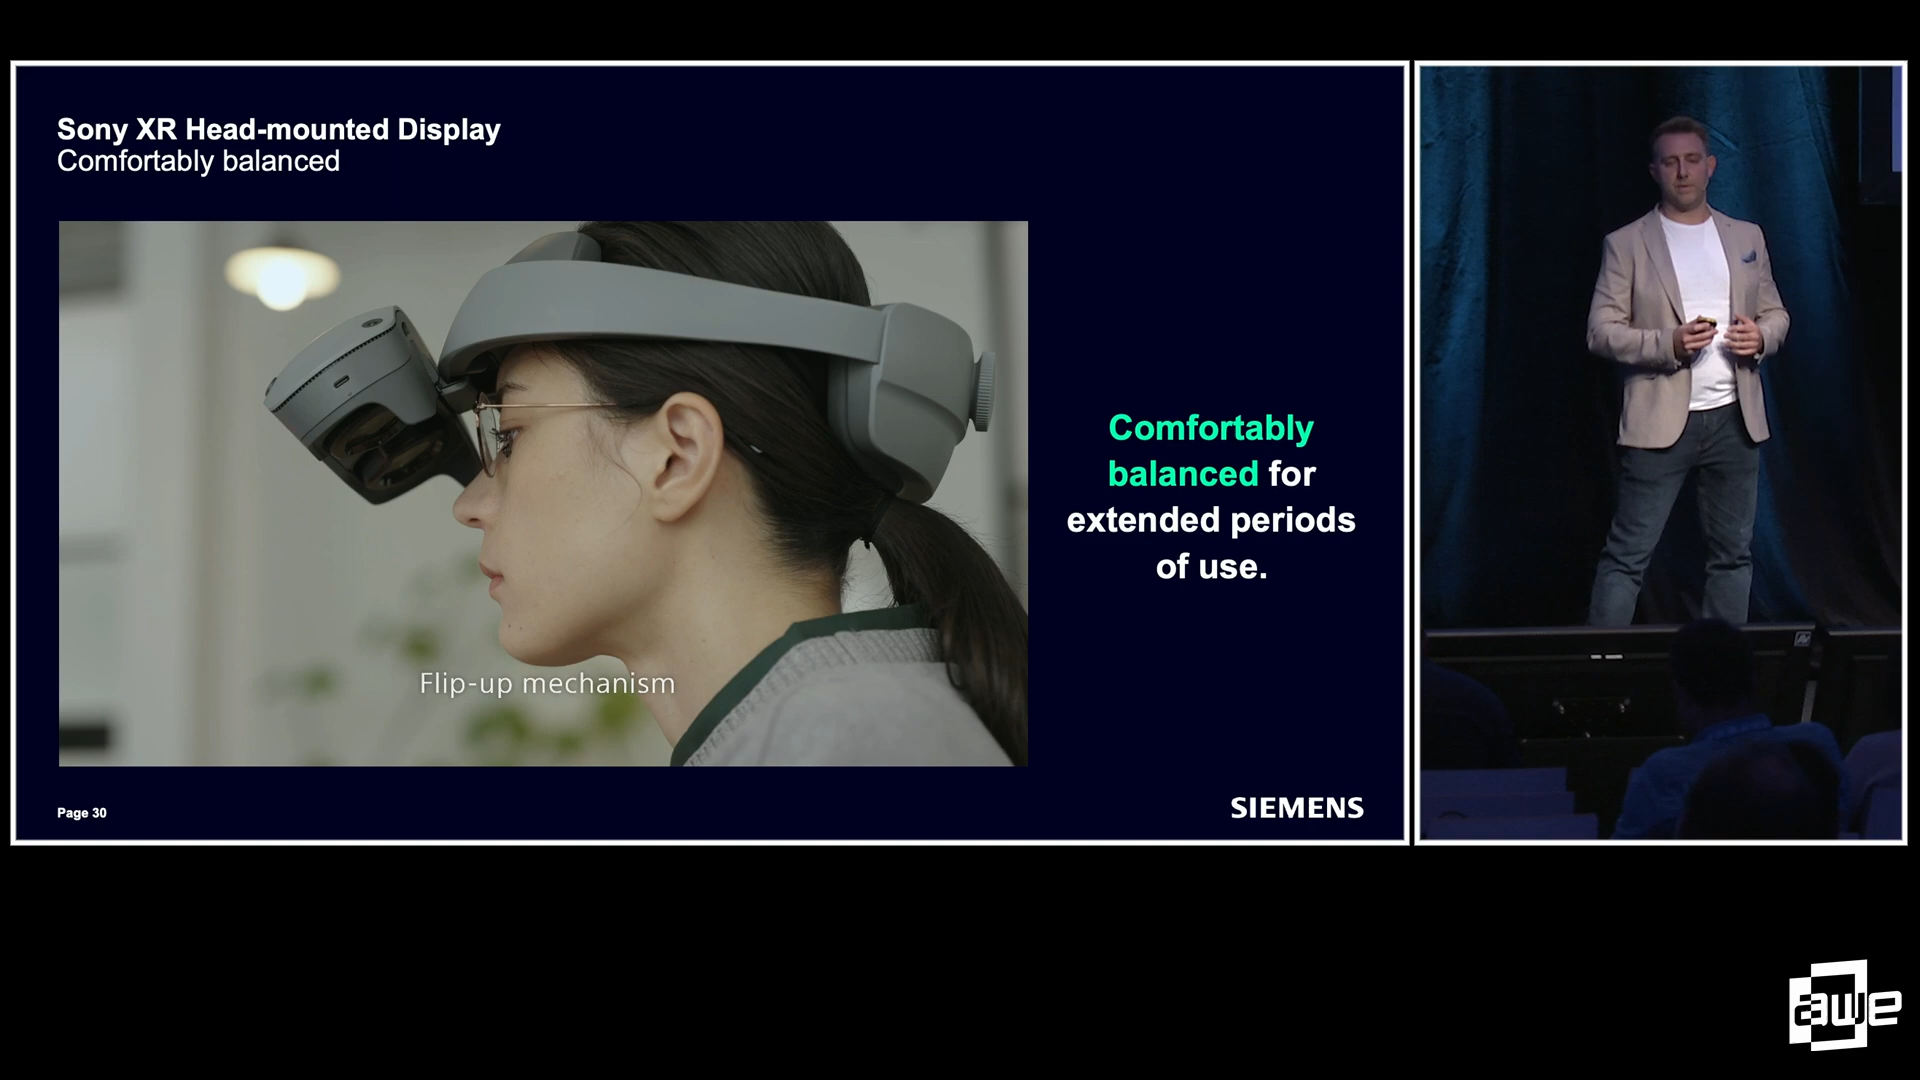 Sony XR Head-mounted Display
Comfortably balanced
Flip-up mechanism
Comfortably
balanced for
extended periods
of use.
Page 30
SIEMENS
awe